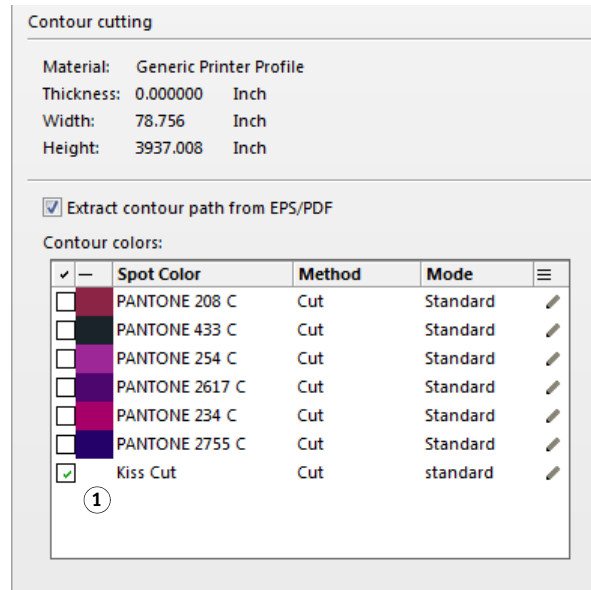 Contour cutting
Material: Generic Printer Profile
Thickness: 0.000000 Inch
Width: 78.756 Inch
Height: 3937.008 Inch
Extract contour path from EPS/PDF
Contour colors:
Spot Color Method Mode
PANTONE 208 C Cut Standard
PANTONE 433 C Cut Standard
PANTONE 254 C Cut Standard
PANTONE 2617 C Cut Standard
PANTONE 234 C Cut Standard
PANTONE 2755 C Cut Standard
Kiss Cut Cut standard
1